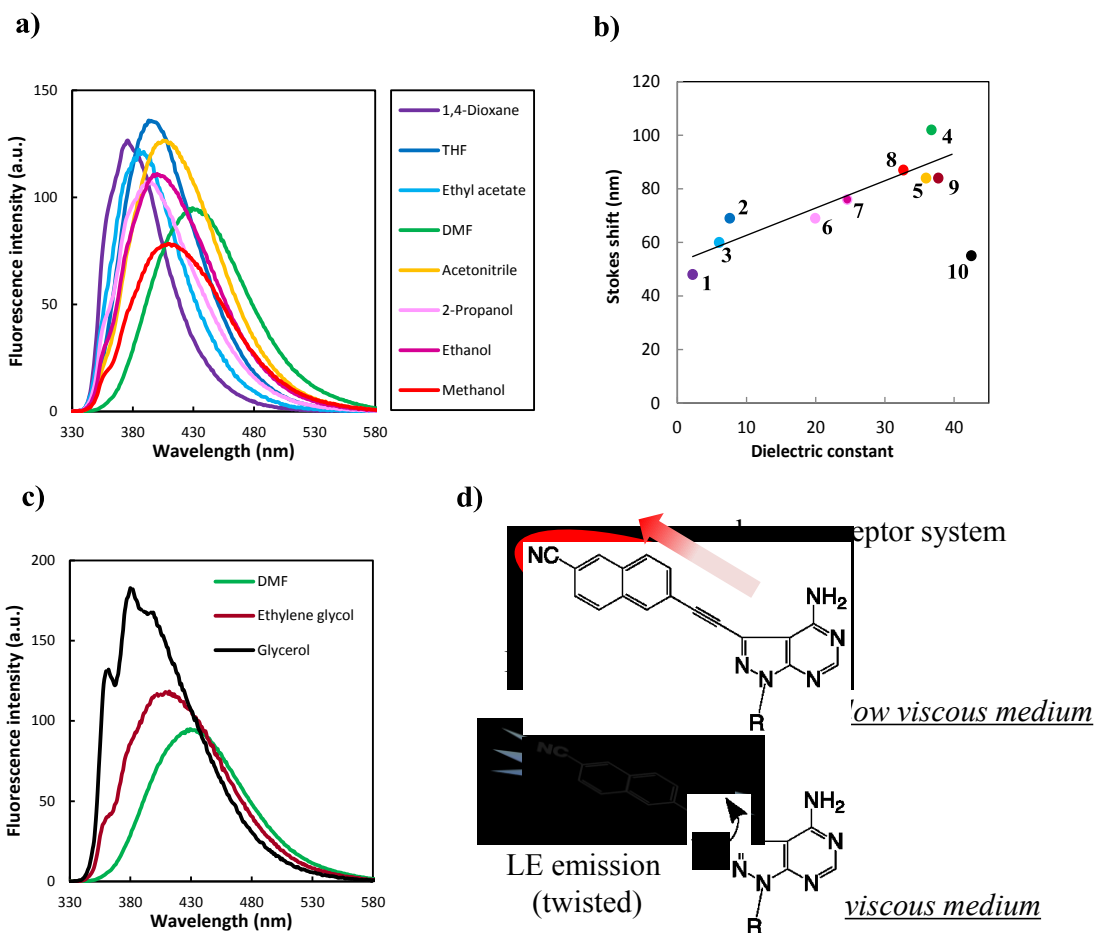 a)
Fluorescence intensity (a.u.)
150
100
50
0
330 380 430 480 530 580
Wavelength (nm)
1,4-Dioxane
THF
Ethyl acetate
DMF
Acetonitrile
2-Propanol
Ethanol
Methanol
b)
Stokes shift (nm)
120
100
80
60
40
20
0
0 10 20 30 40
Dielectric constant
1
2
3
4
5
6
7
8
9
10
c)
Fluorescence intensity (a.u.)
200
150
100
50
0
330 380 430 480 530 580
Wavelength (nm)
DMF
Ethylene glycol
Glycerol
d)
system
NC
NH2
N
N
N
N
R
low viscous medium
NC
NH2
N
N
N
N
R
LE emission
(twisted)
viscous medium